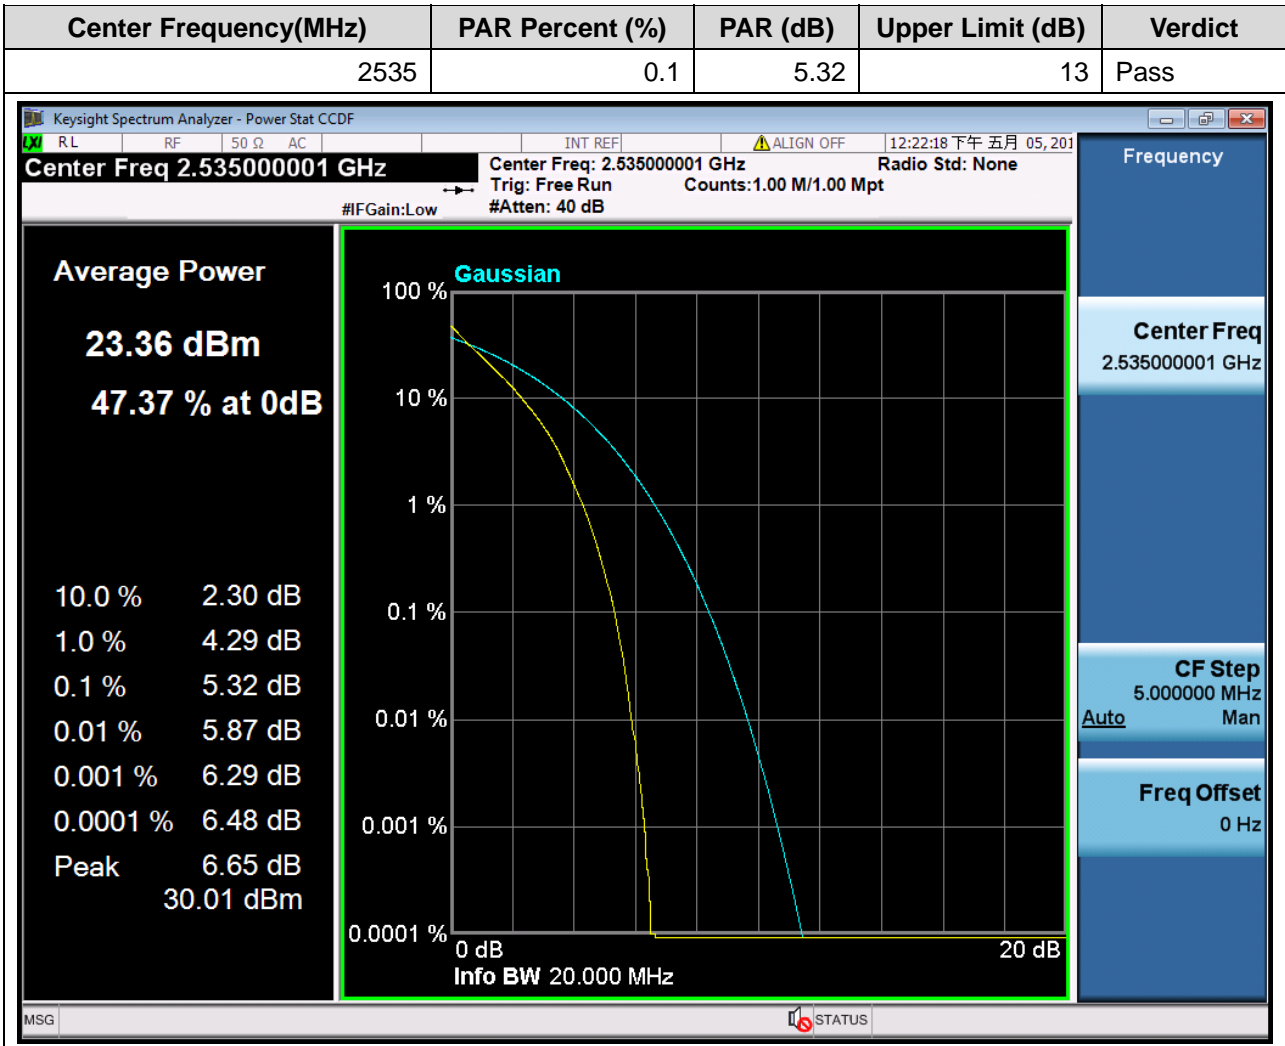 Center Frequency(MHz) PAR Percent (%) PAR (dB) Upper Limit (dB) Verdict
2535 0.1 5.32 13 Pass
Keysight Spectrum Analyzer - Power Stat CCDF
LXI RL RF 50 Ω AC INT REF ALIGN OFF 12:22:18 下午 五月 05, 201
Center Freq 2.535000001 GHz
Center Freq: 2.535000001 GHz Radio Std: None
Trig: Free Run Counts:1.00 M/1.00 Mpt
#IFGain:Low #Atten: 40 dB
Average Power
23.36 dBm
47.37 % at 0dB
10.0 % 2.30 dB
1.0 % 4.29 dB
0.1 % 5.32 dB
0.01 % 5.87 dB
0.001 % 6.29 dB
0.0001 % 6.48 dB
Peak 6.65 dB
30.01 dBm
Gaussian
100 %
10 %
1 %
0.1 %
0.01 %
0.001 %
0.0001 %
0 dB 20 dB
Info BW 20.000 MHz
Frequency
Center Freq
2.535000001 GHz
CF Step
5.000000 MHz
Auto Man
Freq Offset
0 Hz
MSG STATUS